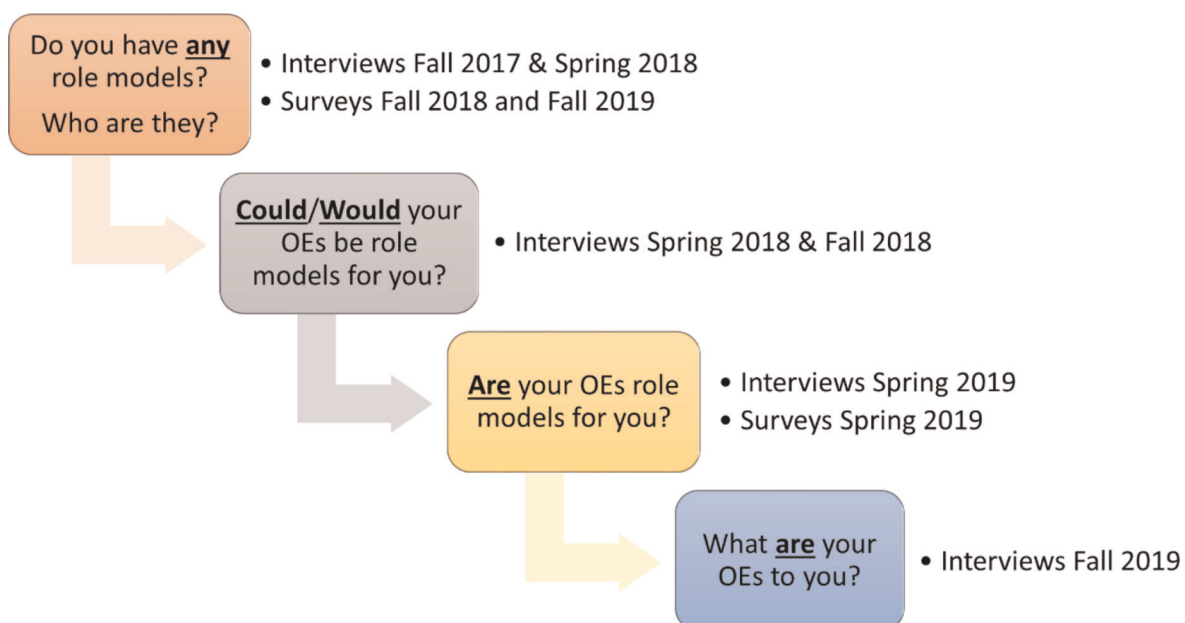 Do you have any
role models?
Who are they?
• Interviews Fall 2017 & Spring 2018
• Surveys Fall 2018 and Fall 2019
Could/Would your
OEs be role
models for you?
• Interviews Spring 2018 & Fall 2018
Are your OEs role
models for you?
• Interviews Spring 2019
• Surveys Spring 2019
What are your
OEs to you?
• Interviews Fall 2019